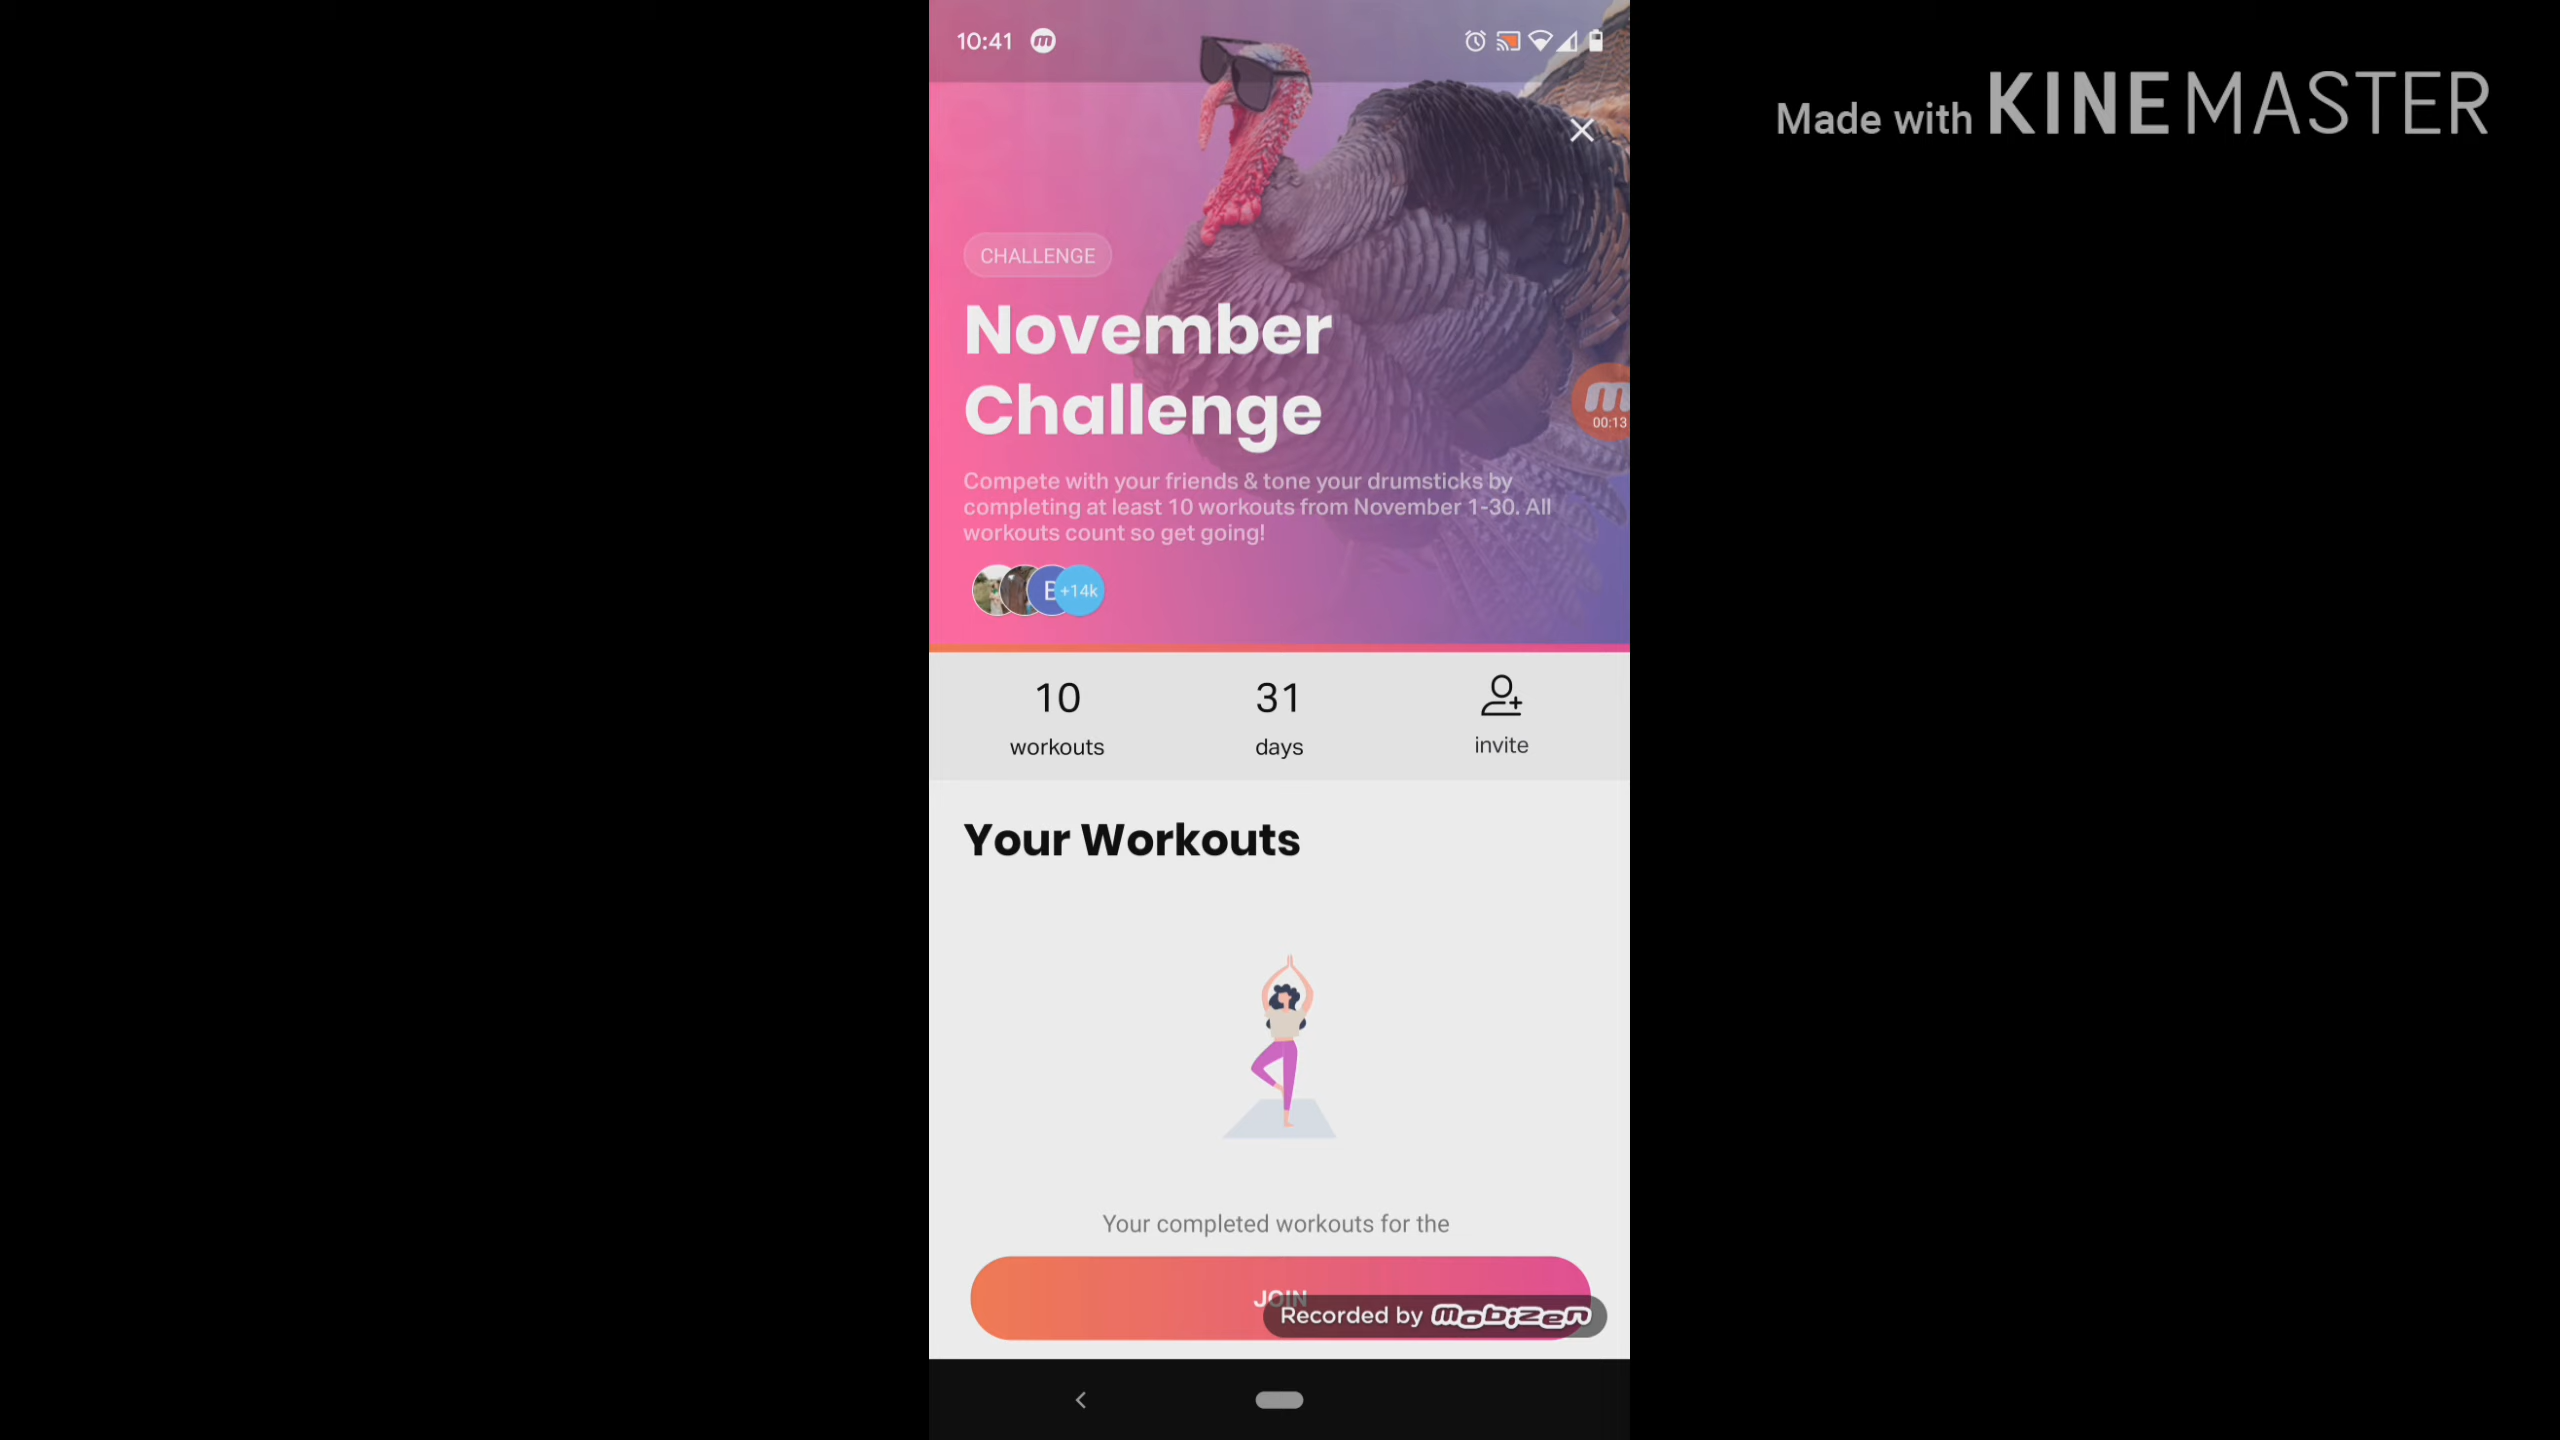 10:41
Made with KINEMASTER
CHALLENGE
November
Challenge
00:13
Compete with your friends & tone your drumsticks by
completing at least 10 workouts from November 1-30. All
workouts count so get going!
E +14k
10 31
workouts days invite
Your Workouts
Your completed workouts for the
JOIN
Recorded by mobizen